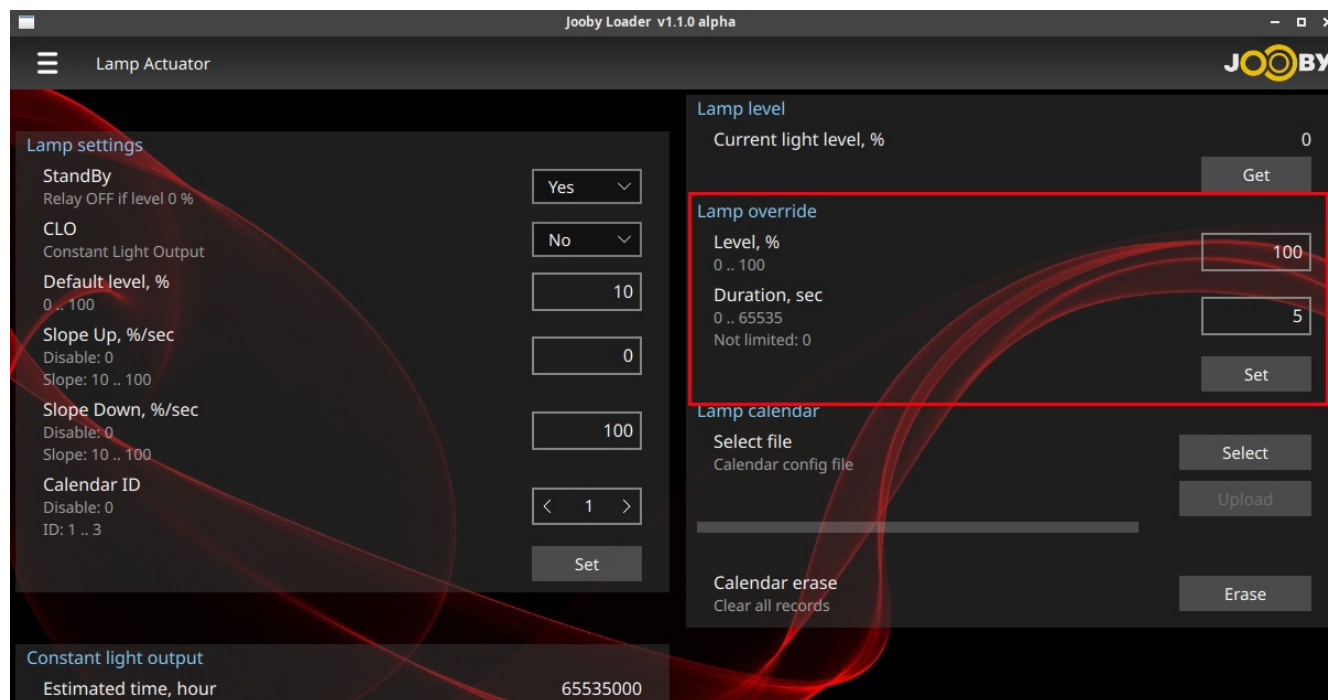 Jooby Loader v1.1.0 alpha
Lamp Actuator
JOOBY
Lamp settings
StandBy
Relay OFF if level 0 %
Yes
CLO
Constant Light Output
No
Default level, %
0 .. 100
10
Slope Up, %/sec
Disable: 0
Slope: 10 .. 100
0
Slope Down, %/sec
Disable: 0
Slope: 10 .. 100
100
Calendar ID
Disable: 0
ID: 1 .. 3
< 1 >
Set
Constant light output
Estimated time, hour 65535000
Lamp level
Current light level, % 0
Get
Lamp override
Level, %
0 .. 100
100
Duration, sec
0 .. 65535
Not limited: 0
5
Set
Lamp calendar
Select file
Calendar config file
Select
Upload
Calendar erase
Clear all records
Erase